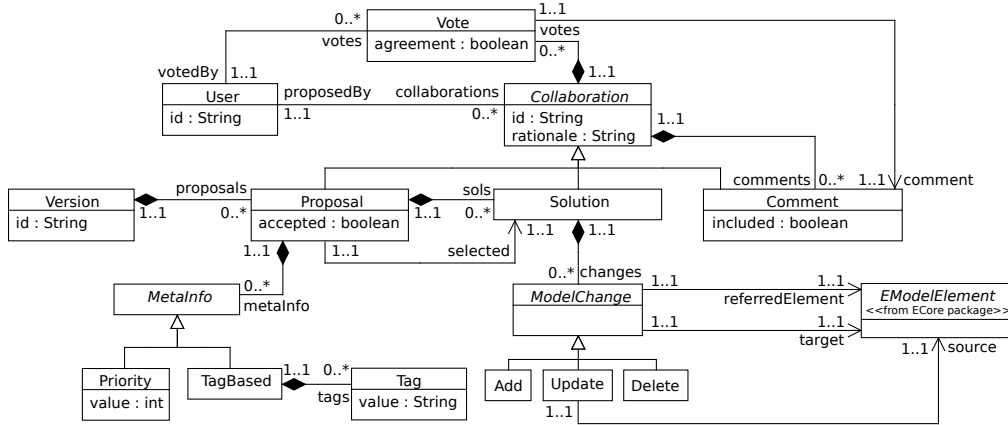 0..* Vote 1..1
votes agreement : boolean votes
0..*
votedBy 1..1 1..1
User proposedBy collaborations Collaboration
id : String 1..1 0..* id : String 1..1
rationale : String
comments 0..* 1..1 comment
Version proposals Proposal sols Solution Comment
id : String 1..1 0..* accepted : boolean 1..1 0..* included : boolean
1..1 1..1 selected 1..1 1..1
0..* 0..* changes
MetaInfo metaInfo ModelChange 1..1 1..1 EModelElement
referredElement <<from ECore package>>
1..1 1..1
target 1..1 source
Priority TagBased 1..1 0..* Tag Add Update Delete
value : int tags value : String 1..1